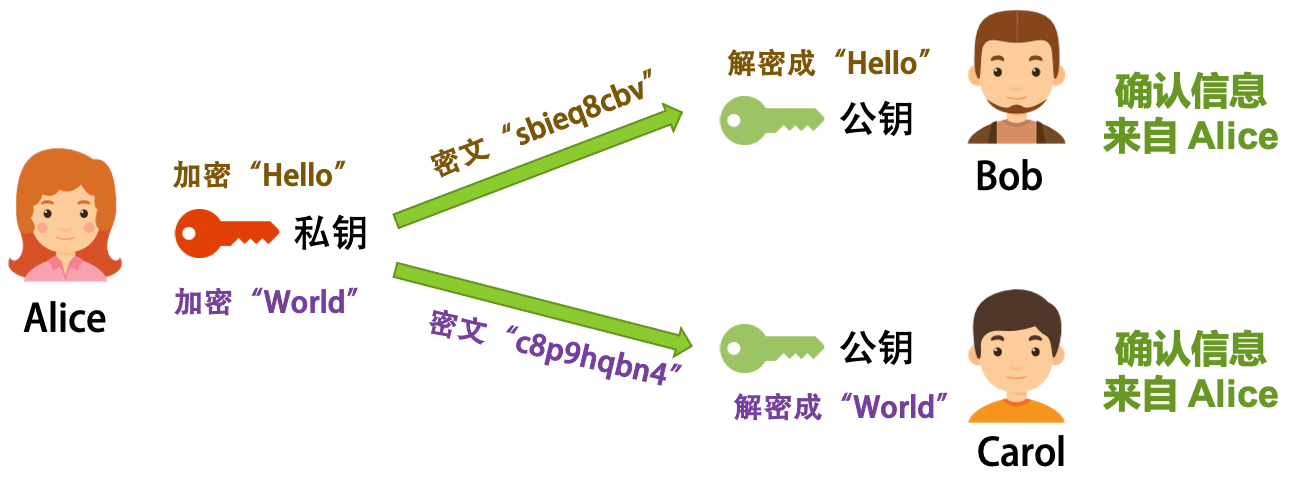 加密“Hello”
私钥
加密“World”
Alice
密文“sbieq8cbv”
密文“c8p9hqbn4”
解密成“Hello”
公钥
Bob
确认信息
来自 Alice
公钥
解密成“World”
Carol
确认信息
来自 Alice